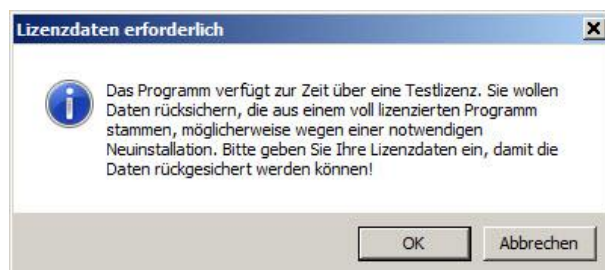 Lizenzdaten erforderlich
Das Programm verfügt zur Zeit über eine Testlizenz. Sie wollen
Daten rücksichern, die aus einem voll lizenzierten Programm
stammen, möglicherweise wegen einer notwendigen
Neuinstallation. Bitte geben Sie Ihre Lizenzdaten ein, damit die
Daten rückgesichert werden können!
OK
Abbrechen